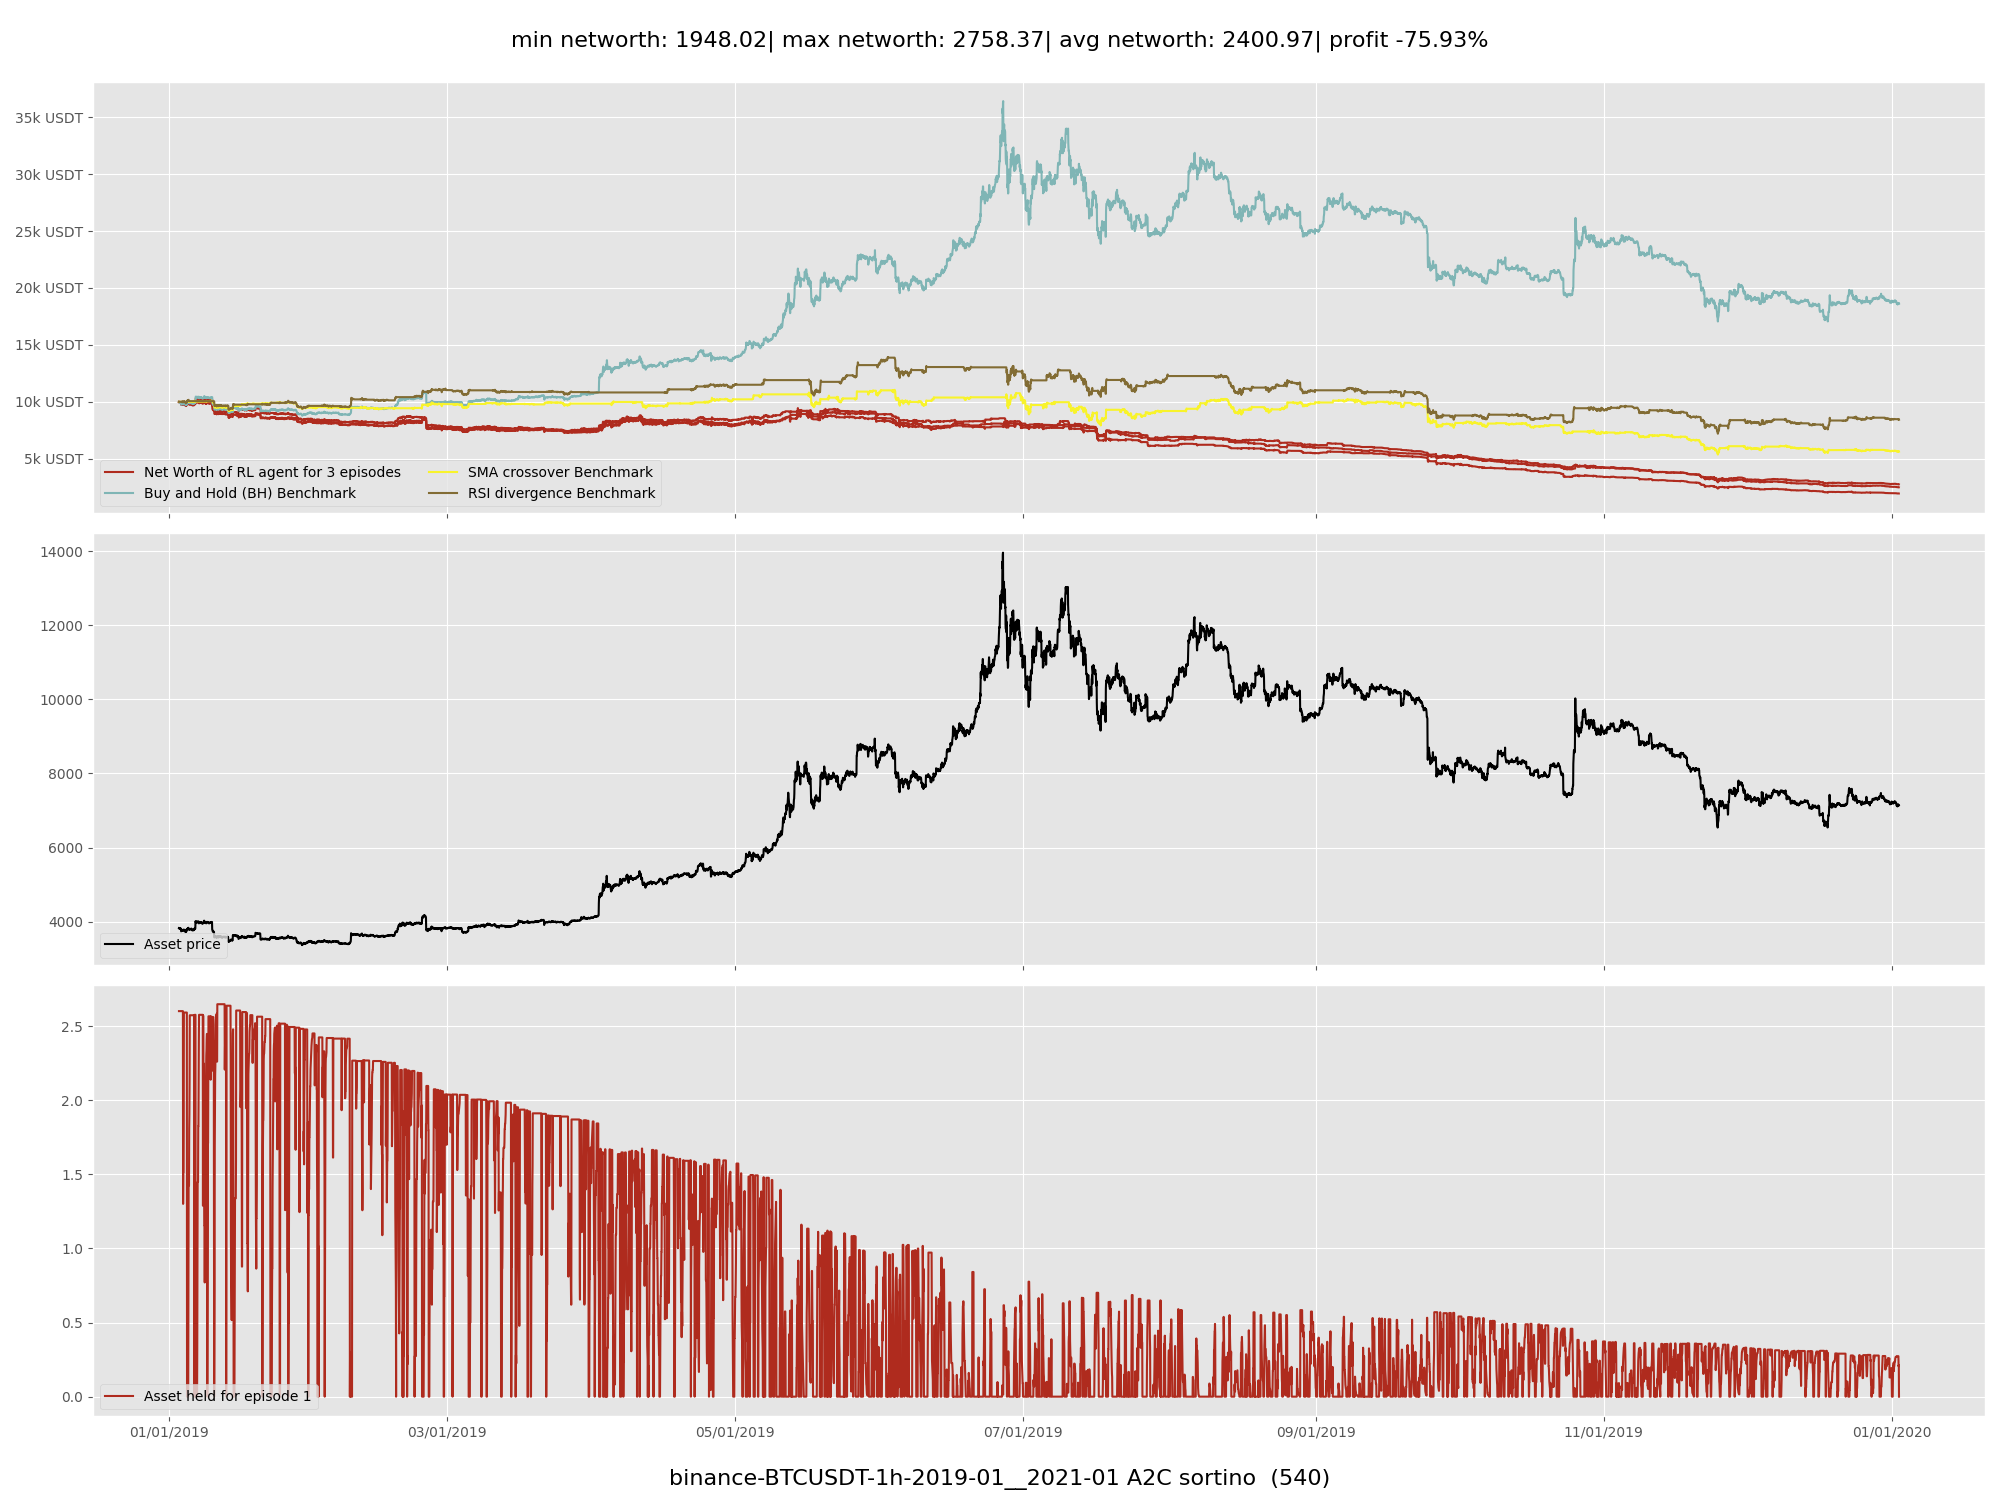 min networth: 1948.02| max networth: 2758.37| avg networth: 2400.97| profit -75.93%
35k USDT
30k USDT
25k USDT
20k USDT
15k USDT
10k USDT
5k USDT
Net Worth of RL agent for 3 episodes
Buy and Hold (BH) Benchmark
SMA crossover Benchmark
RSI divergence Benchmark
14000
12000
10000
8000
6000
4000
Asset price
2.5
2.0
1.5
1.0
0.5
0.0
Asset held for episode 1
01/01/2019 03/01/2019 05/01/2019 07/01/2019 09/01/2019 11/01/2019 01/01/2020
binance-BTCUSDT-1h-2019-01__2021-01 A2C sortino (540)